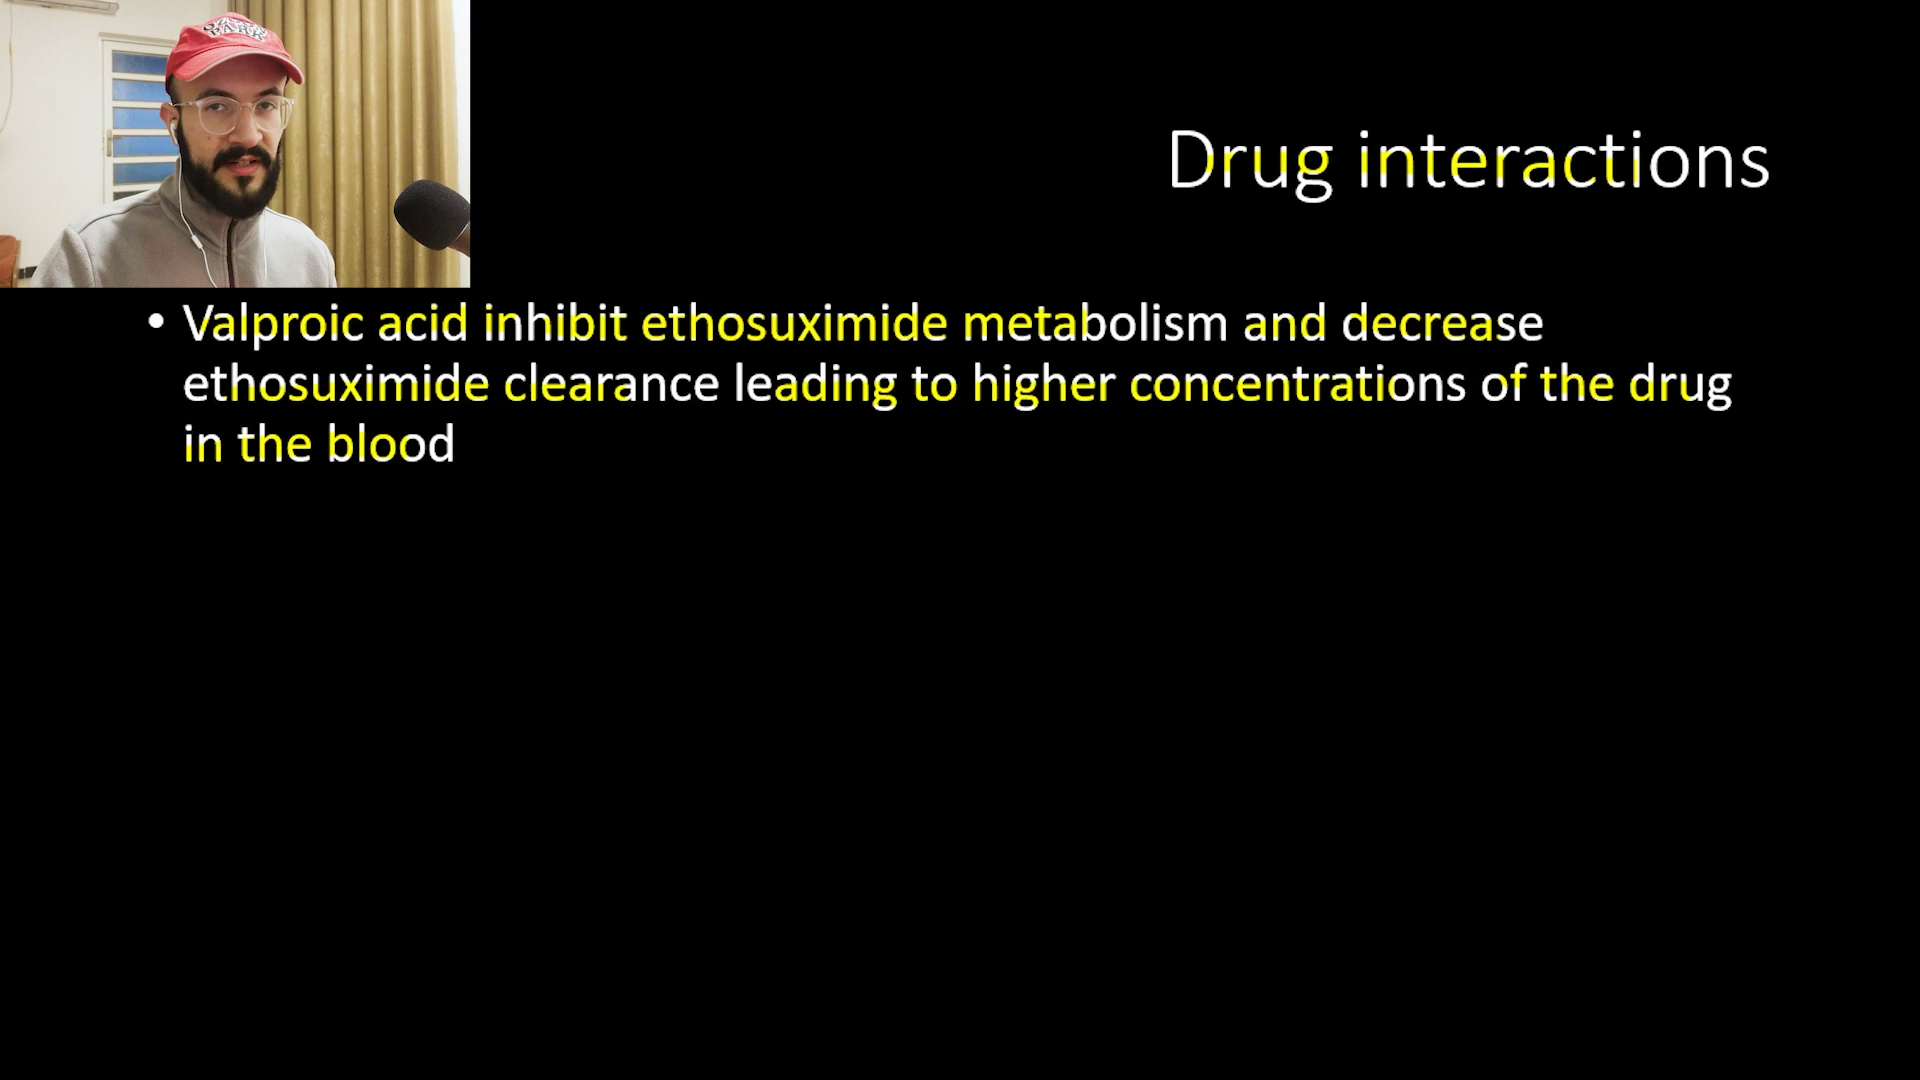 Drug interactions
• Valproic acid inhibit ethosuximide metabolism and decrease
ethosuximide clearance leading to higher concentrations of the drug
in the blood